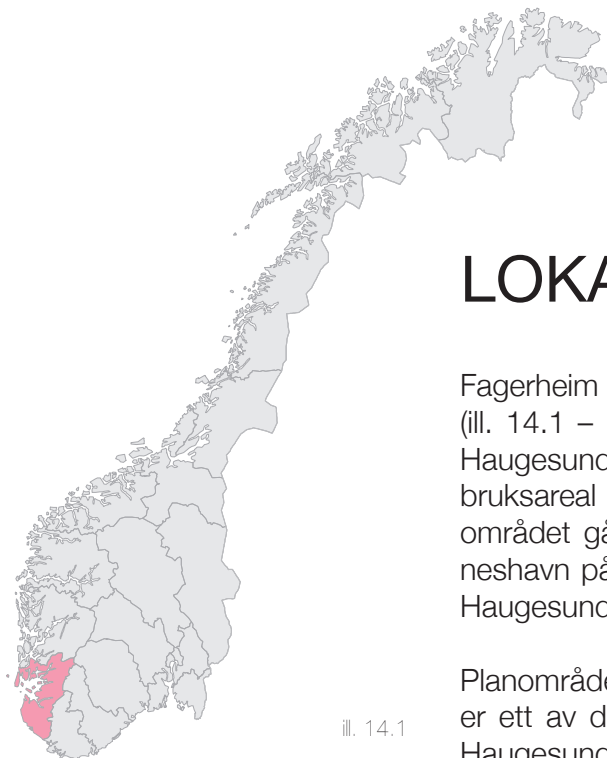 LOKA
Fagerheim
(ill. 14.1 –
Haugesund
bruksareal
området gå
neshavn på
Haugesund
Planområde
er ett av d
Haugesund
ill. 14.1